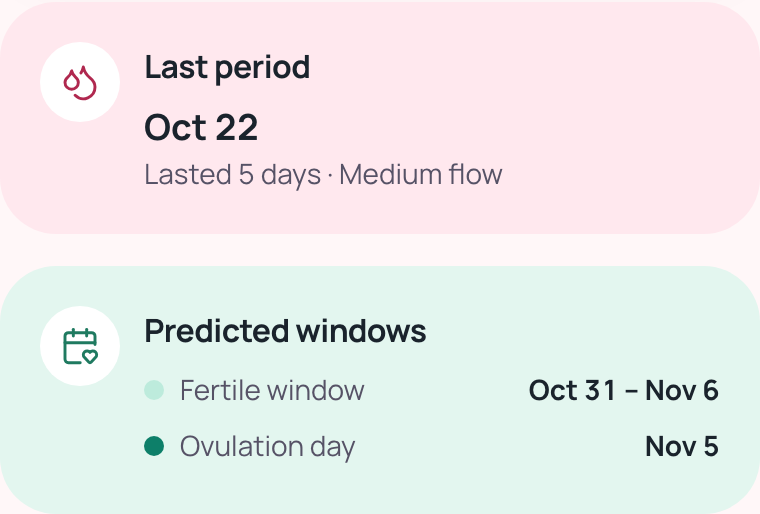 Last period
Oct 22
Lasted 5 days · Medium flow
Predicted windows
Fertile window Oct 31 – Nov 6
Ovulation day Nov 5